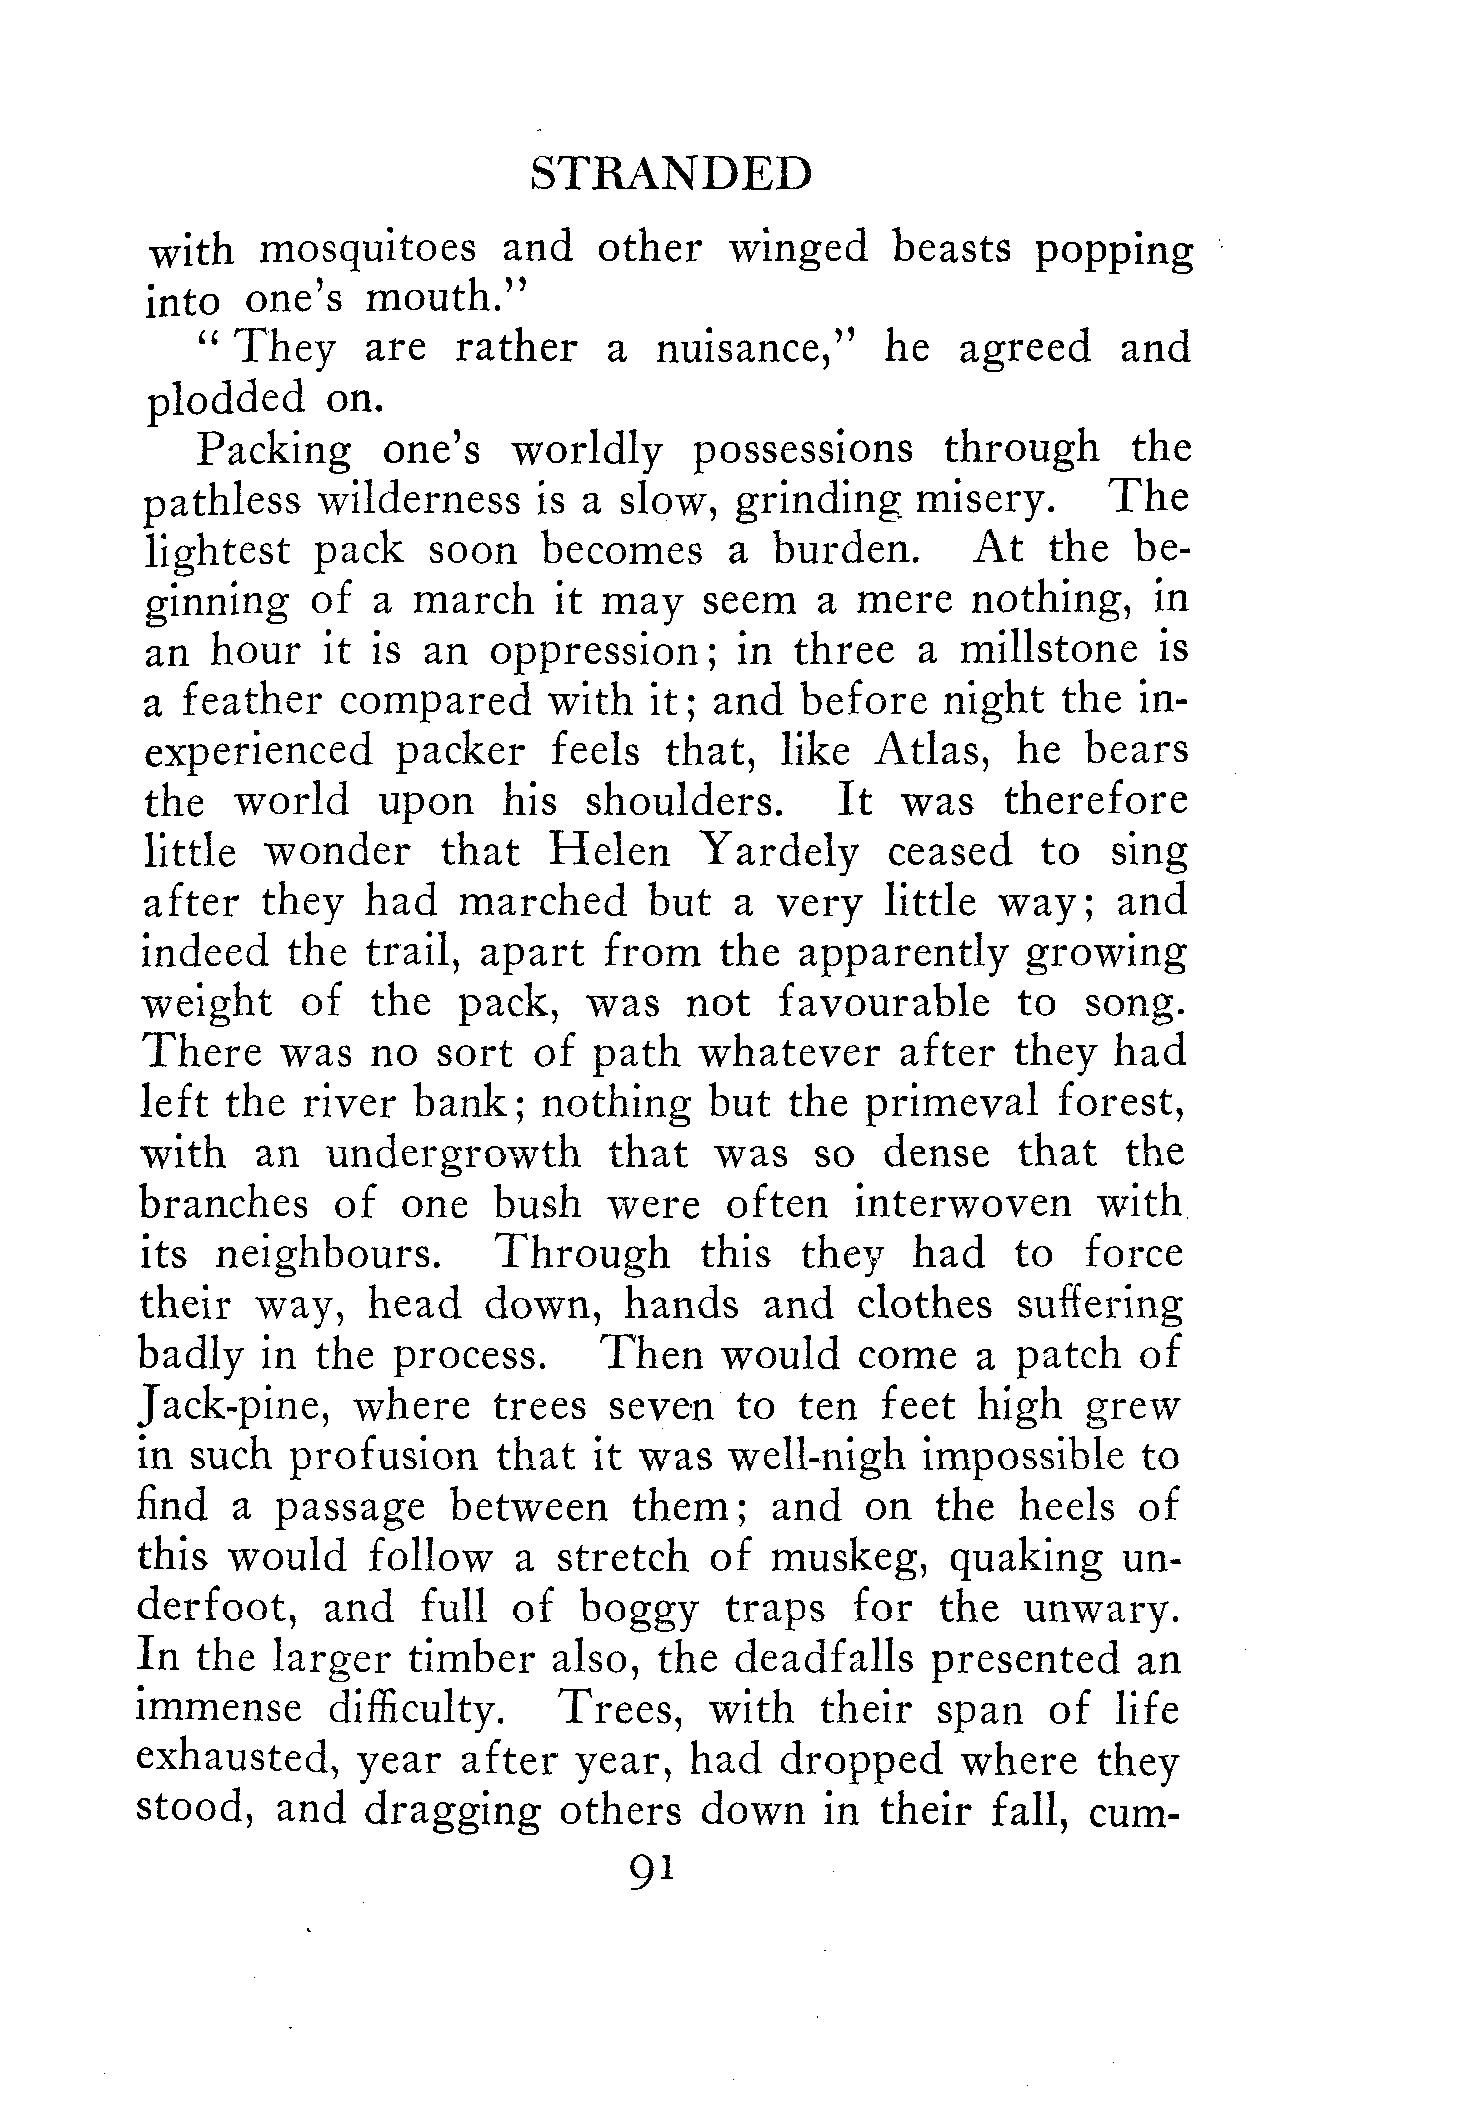 STRANDED
with mosquitoes and other winged beasts popping
into one's mouth."
" They are rather a nuisance," he agreed and
plodded on.
Packing one's worldly possessions through the
pathless wilderness is a slow, grinding misery. The
lightest pack soon becomes a burden. At the be-
ginning of a march it may seem a mere nothing, in
an hour it is an oppression; in three a millstone is
a feather compared with it; and before night the in-
experienced packer feels that, like Atlas, he bears
the world upon his shoulders. It was therefore
little wonder that Helen Yardely ceased to sing
after they had marched but a very little way; and
indeed the trail, apart from the apparently growing
weight of the pack, was not favourable to song.
There was no sort of path whatever after they had
left the river bank; nothing but the primeval forest,
with an undergrowth that was so dense that the
branches of one bush were often interwoven with
its neighbours. Through this they had to force
their way, head down, hands and clothes suffering
badly in the process. Then would come a patch of
Jack-pine, where trees seven to ten feet high grew
in such profusion that it was well-nigh impossible to
find a passage between them; and on the heels of
this would follow a stretch of muskeg, quaking un-
derfoot, and full of boggy traps for the unwary.
In the larger timber also, the deadfalls presented an
immense difficulty. Trees, with their span of life
exhausted, year after year, had dropped where they
stood, and dragging others down in their fall, cum-
91